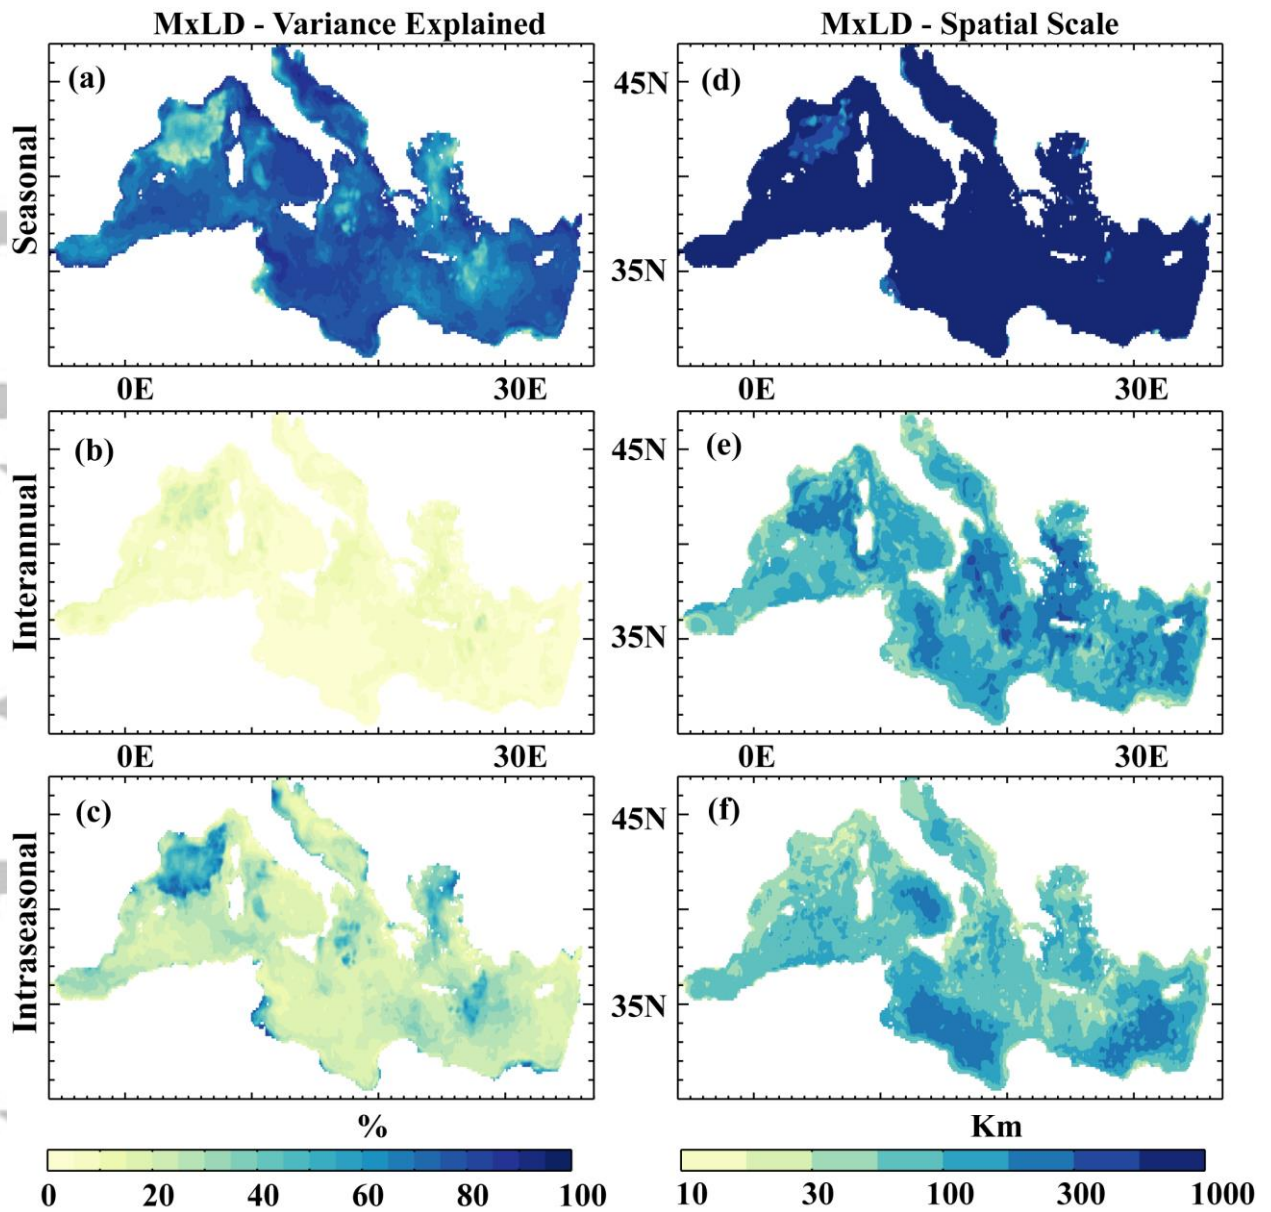 MxLD - Variance Explained
MxLD - Spatial Scale
Seasonal
(a)
45N
35N
(d)
0E
30E
0E
30E
Interannual
(b)
45N
35N
(e)
0E
30E
0E
30E
Intraseasonal
(c)
45N
35N
(f)
%
Km
0 20 40 60 80 100
10 30 100 300 1000